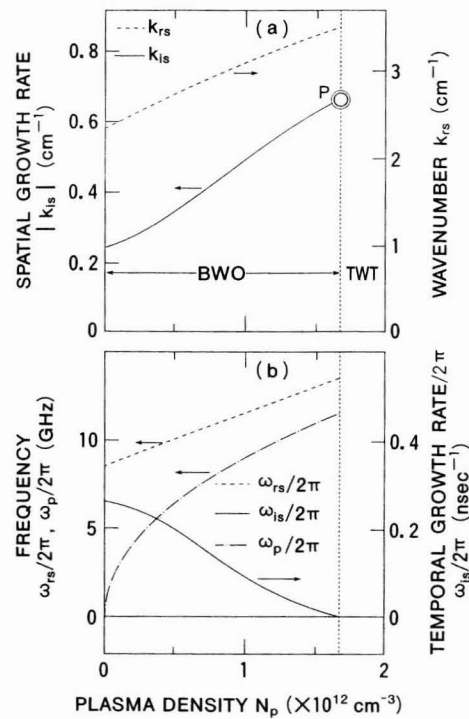 (a)
k_rs
k_is
P
BWO
TWT
0.8
0.6
0.4
0.2
0
3
2
1
0
SPATIAL GROWTH RATE
| k_is | (cm⁻¹)
WAVENUMBER k_rs (cm⁻¹)
(b)
ω_rs/2π
ω_is/2π
ω_p/2π
10
5
0
0.4
0.2
0
FREQUENCY
ω_rs/2π , ω_p/2π (GHz)
TEMPORAL GROWTH RATE/2π
ω_is/2π (nsec⁻¹)
0 1 2
PLASMA DENSITY N_p (×10¹² cm⁻³)